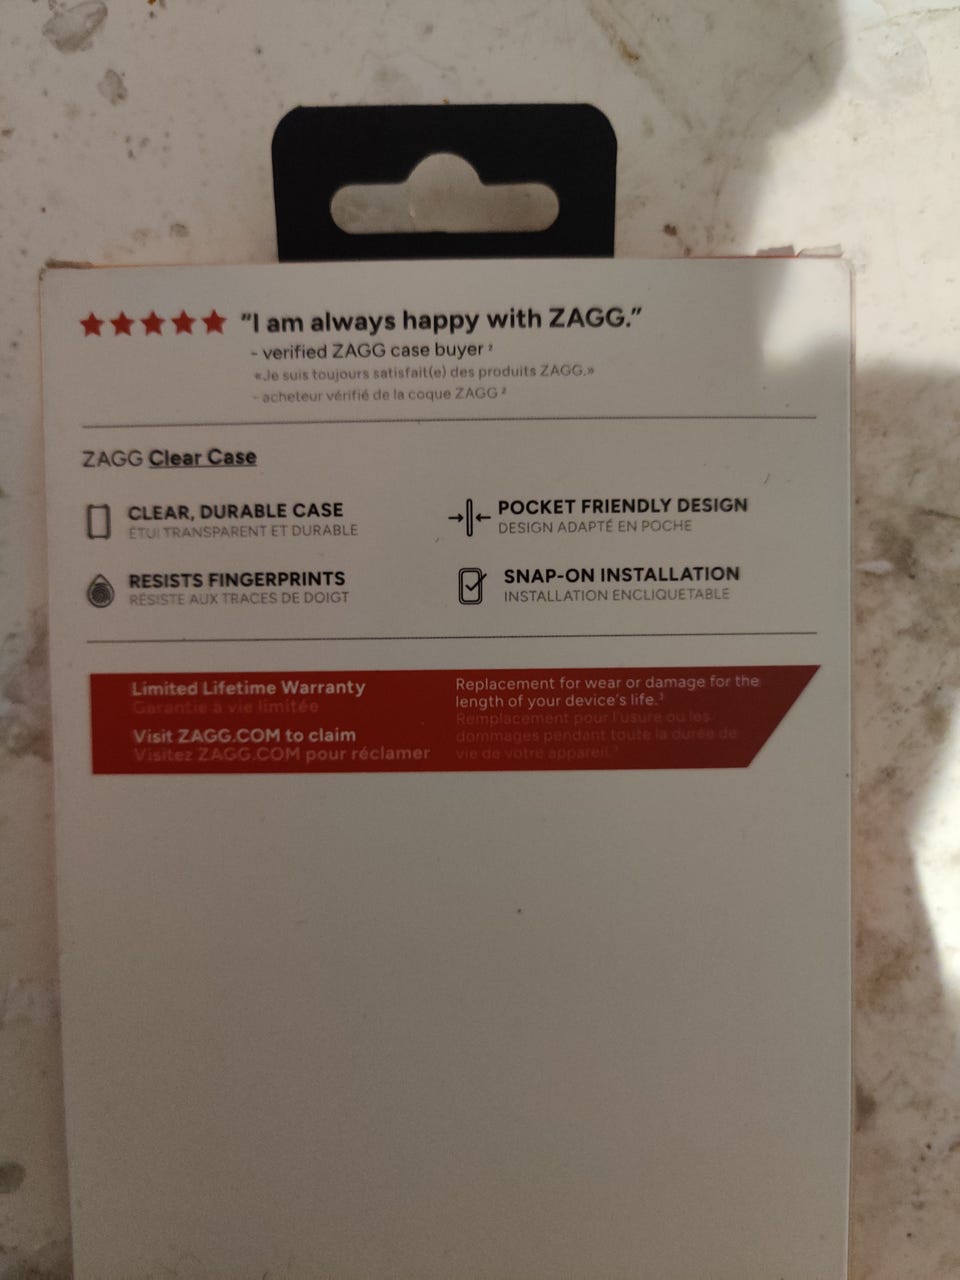 ★★★★★ "I am always happy with ZAGG."
- verified ZAGG case buyer ²
«Je suis toujours satisfait(e) des produits ZAGG.»
- acheteur vérifié de la coque ZAGG ²
ZAGG Clear Case
CLEAR, DURABLE CASE
ÉTUI TRANSPARENT ET DURABLE
POCKET FRIENDLY DESIGN
DESIGN ADAPTÉ EN POCHE
RESISTS FINGERPRINTS
RÉSISTE AUX TRACES DE DOIGT
SNAP-ON INSTALLATION
INSTALLATION ENCLIQUETABLE
Limited Lifetime Warranty
Garantie à vie limitée
Visit ZAGG.COM to claim
Visitez ZAGG.COM pour réclamer
Replacement for wear or damage for the
length of your device's life.³
Remplacement pour l'usure ou les
dommages pendant toute la durée de
vie de votre appareil.³